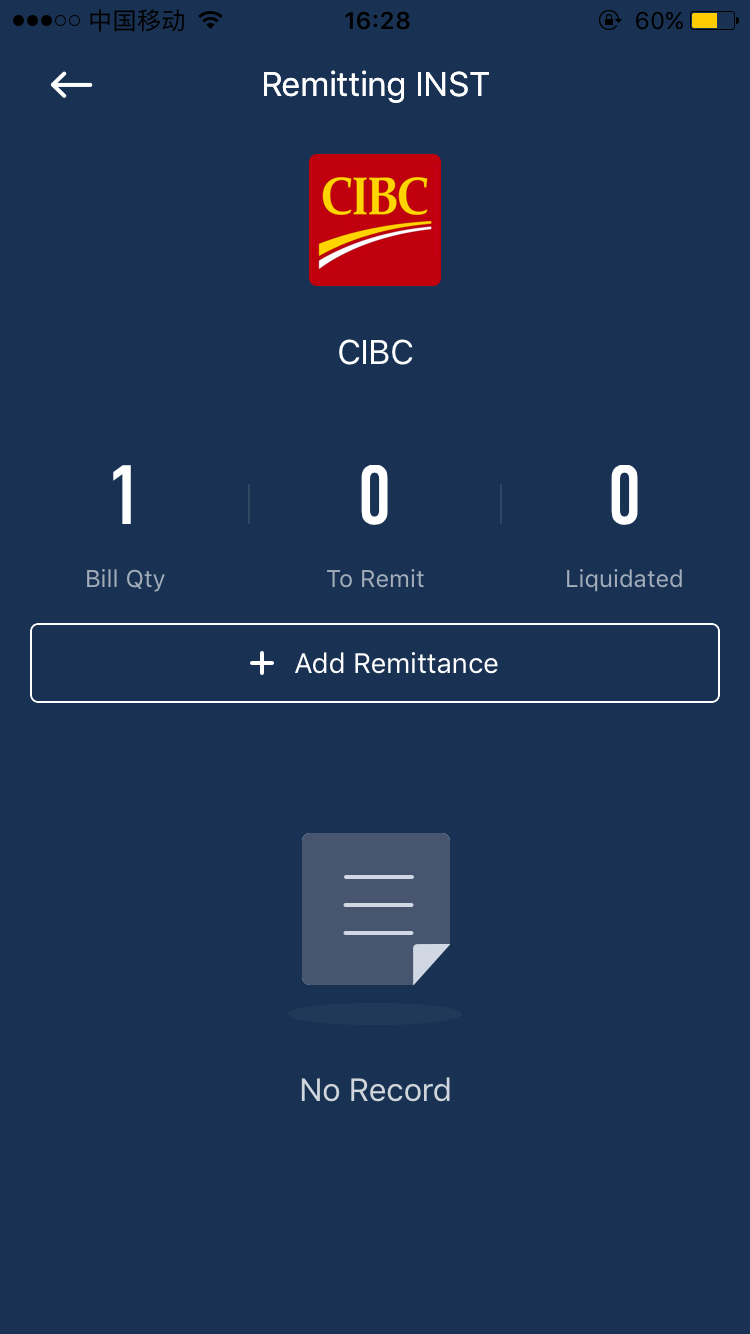 中国移动 16:28 60%
Remitting INST
CIBC
CIBC
1 0 0
Bill Qty To Remit Liquidated
+ Add Remittance
No Record